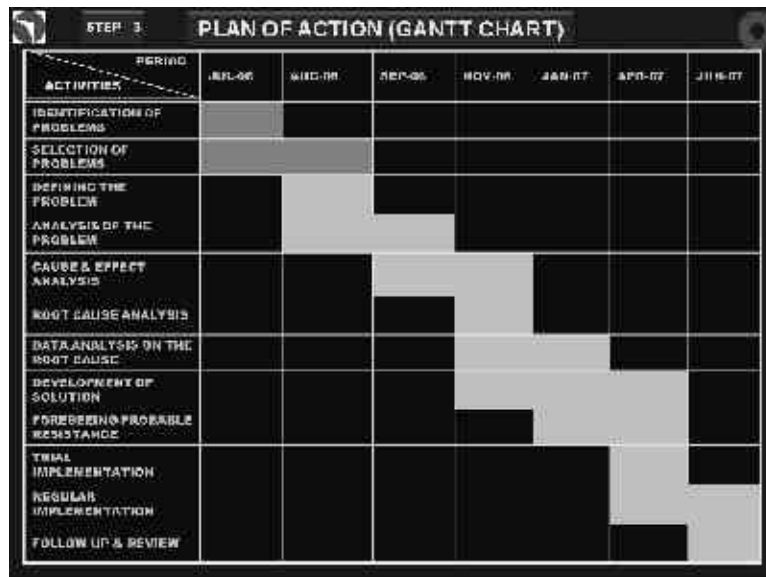 STEP 3
PLAN OF ACTION (GANTT CHART)
PERIOD
ACTIVITIES
JUL-06 AUG-06 SEP-06 NOV-06 JAN-07 APR-07 JUN-07
IDENTIFICATION OF
PROBLEMS
SELECTION OF
PROBLEMS
DEFINING THE
PROBLEM
ANALYSIS OF THE
PROBLEM
CAUSE & EFFECT
ANALYSIS
ROOT CAUSE ANALYSIS
DATA ANALYSIS ON THE
ROOT CAUSE
DEVELOPMENT OF
SOLUTION
FORESEEING PROBABLE
RESISTANCE
TRIAL
IMPLEMENTATION
REGULAR
IMPLEMENTATION
FOLLOW UP & REVIEW